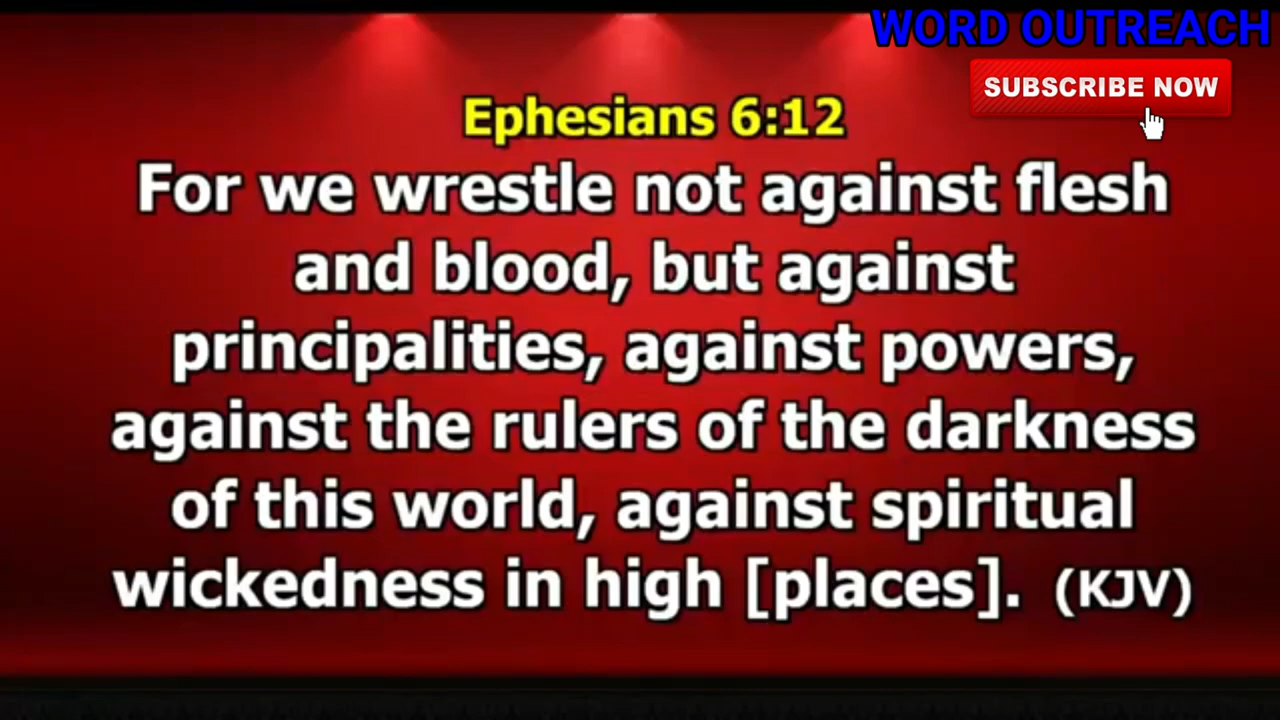 WORD OUTREACH
SUBSCRIBE NOW
Ephesians 6:12
For we wrestle not against flesh
and blood, but against
principalities, against powers,
against the rulers of the darkness
of this world, against spiritual
wickedness in high [places]. (KJV)